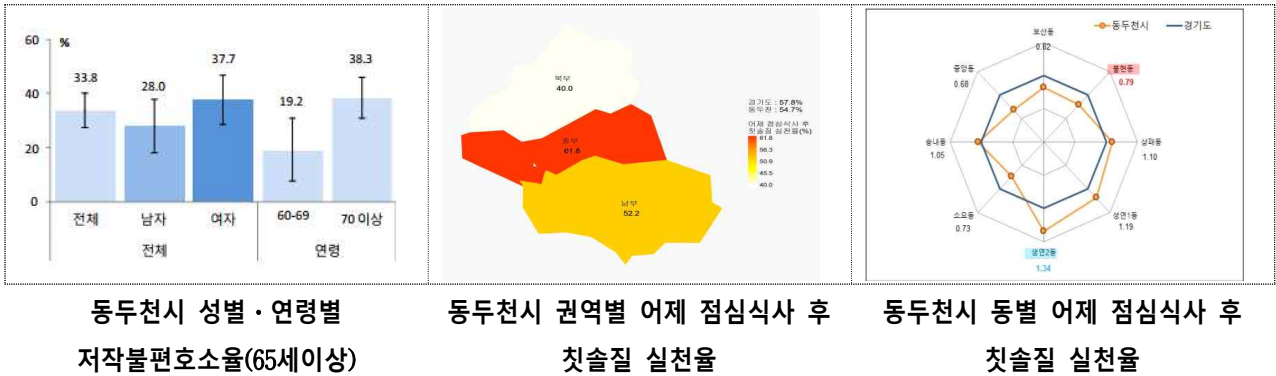 60
%
40
20
0
33.8
28.0
37.7
19.2
38.3
전체
남자
여자
60-69
70 이상
전체
연령
북부
40.0
중부
61.8
남부
52.2
경기도 : 57.8%
동두천 : 54.7%
어제 점심식사 후
칫솔질 실천율(%)
61.8
56.3
50.9
45.5
40.0
동두천시
경기도
보산동
0.82
중앙동
0.68
불현동
0.79
송내동
1.05
상패동
1.10
소요동
0.73
생연1동
1.19
생연2동
1.34
동두천시 성별·연령별
저작불편호소율(65세이상)
동두천시 권역별 어제 점심식사 후
칫솔질 실천율
동두천시 동별 어제 점심식사 후
칫솔질 실천율